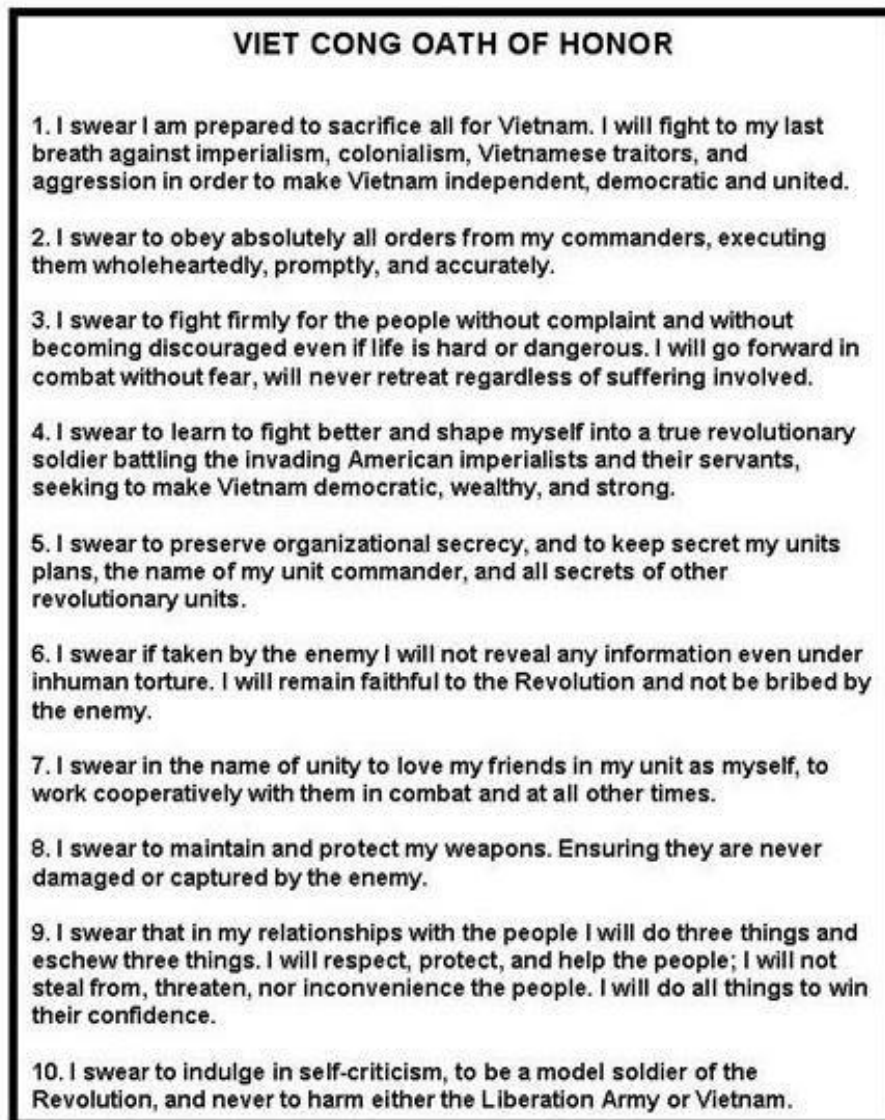 VIET CONG OATH OF HONOR
1. I swear I am prepared to sacrifice all for Vietnam. I will fight to my last
breath against imperialism, colonialism, Vietnamese traitors, and
aggression in order to make Vietnam independent, democratic and united.
2. I swear to obey absolutely all orders from my commanders, executing
them wholeheartedly, promptly, and accurately.
3. I swear to fight firmly for the people without complaint and without
becoming discouraged even if life is hard or dangerous. I will go forward in
combat without fear, will never retreat regardless of suffering involved.
4. I swear to learn to fight better and shape myself into a true revolutionary
soldier battling the invading American imperialists and their servants,
seeking to make Vietnam democratic, wealthy, and strong.
5. I swear to preserve organizational secrecy, and to keep secret my units
plans, the name of my unit commander, and all secrets of other
revolutionary units.
6. I swear if taken by the enemy I will not reveal any information even under
inhuman torture. I will remain faithful to the Revolution and not be bribed by
the enemy.
7. I swear in the name of unity to love my friends in my unit as myself, to
work cooperatively with them in combat and at all other times.
8. I swear to maintain and protect my weapons. Ensuring they are never
damaged or captured by the enemy.
9. I swear that in my relationships with the people I will do three things and
eschew three things. I will respect, protect, and help the people; I will not
steal from, threaten, nor inconvenience the people. I will do all things to win
their confidence.
10. I swear to indulge in self-criticism, to be a model soldier of the
Revolution, and never to harm either the Liberation Army or Vietnam.